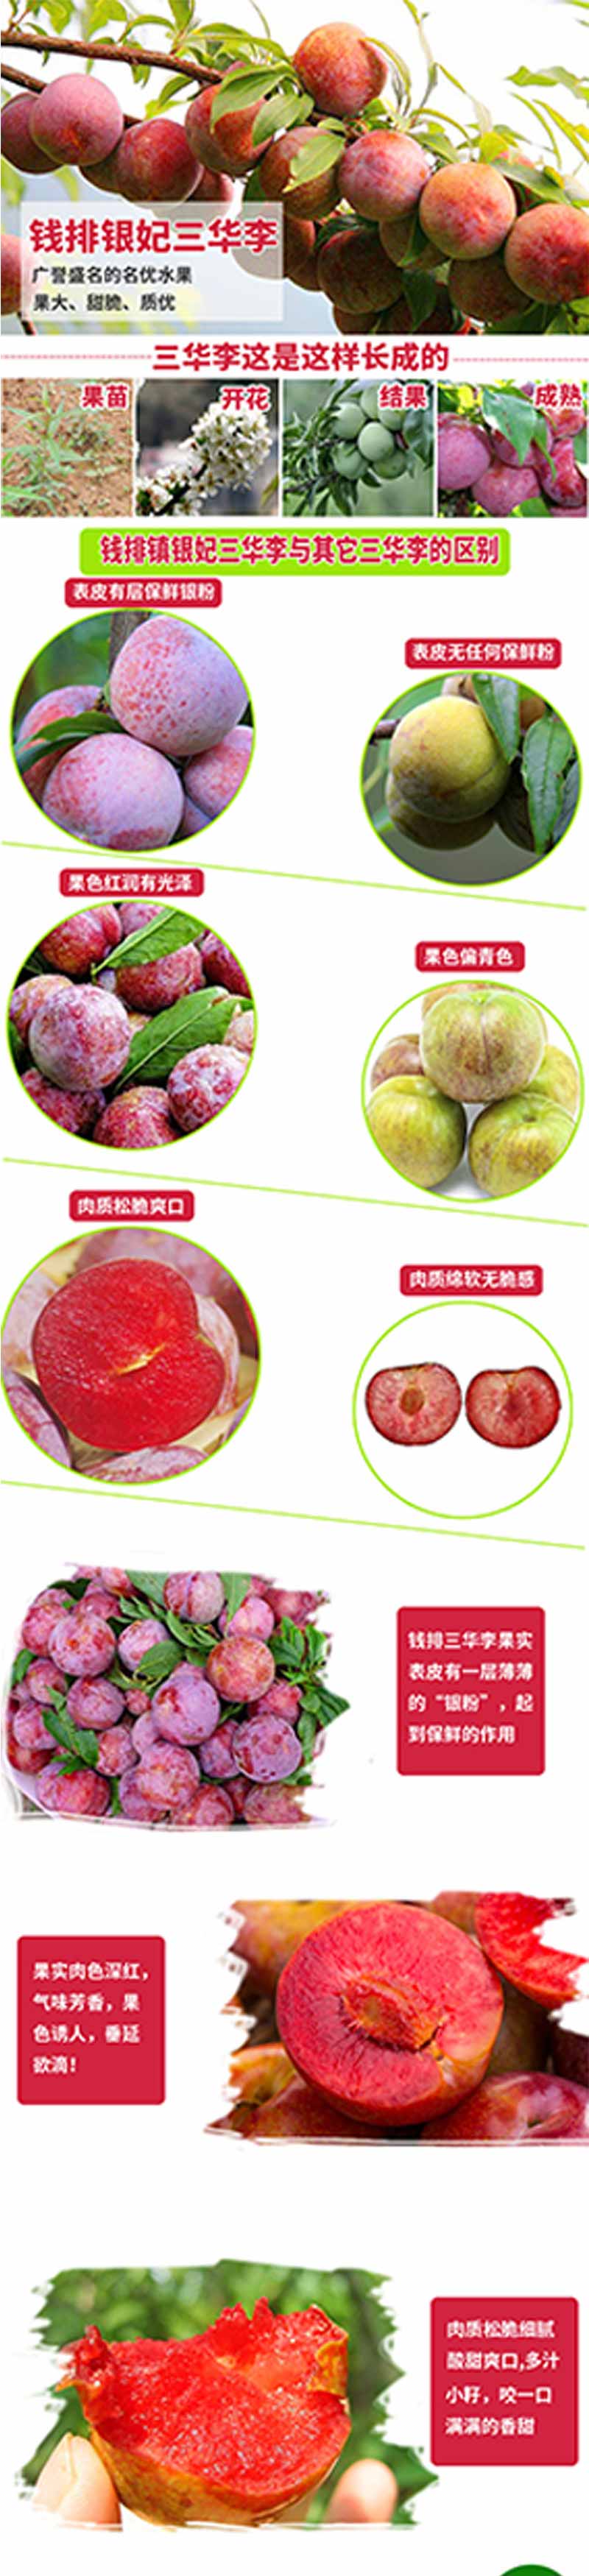 钱排银妃三华李
广誉盛名的名优水果
果大、甜脆、质优
三华李这是这样长成的
果苗
开花
结果
成熟
钱排镇银妃三华李与其它三华李的区别
表皮有层保鲜银粉
表皮无任何保鲜粉
果色红润有光泽
果色偏青色
肉质松脆爽口
肉质绵软无脆感
钱排三华李果实
表皮有一层薄薄
的“银粉”，起
到保鲜的作用
果实肉色深红，
气味芳香，果
色诱人，垂延
欲滴！
肉质松脆细腻
酸甜爽口,多汁
小籽，咬一口
满满的香甜